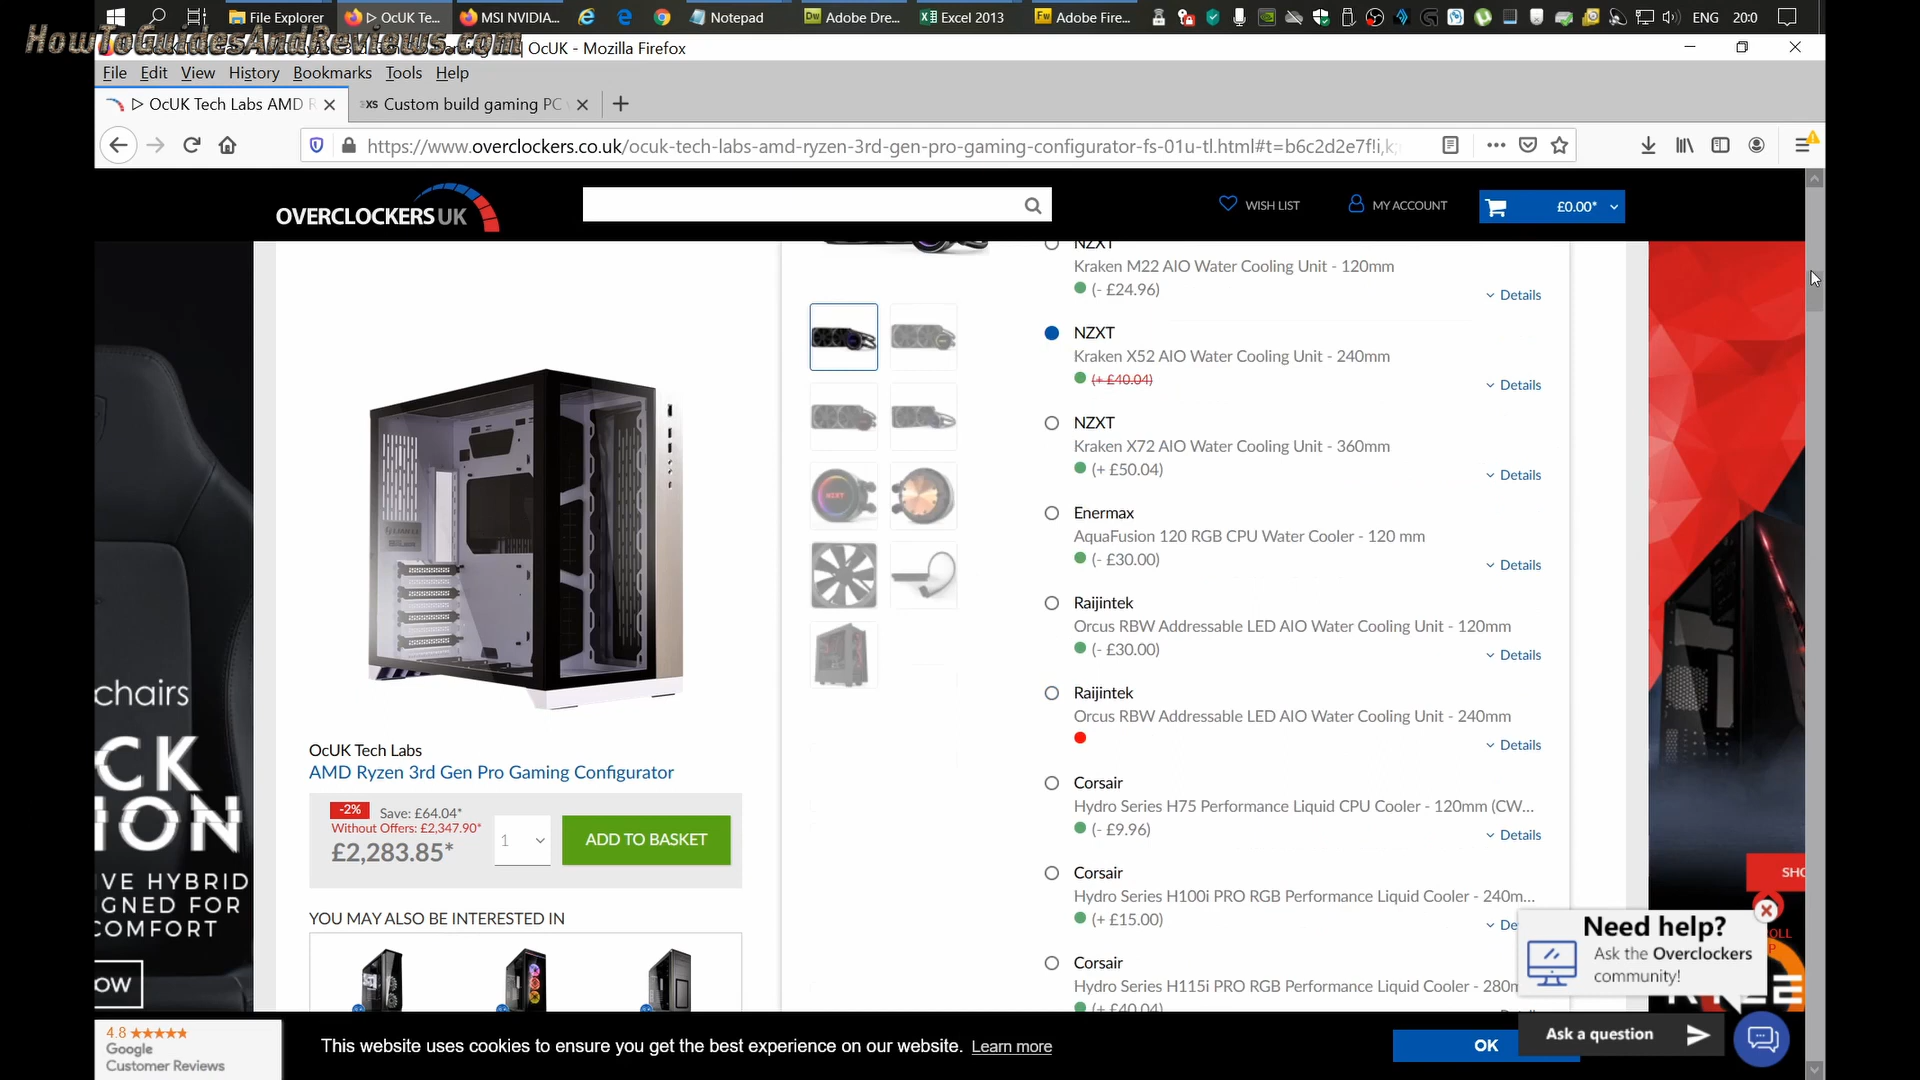 File Explorer
▷ OcUK Te...
MSI NVIDIA...
Notepad
Adobe Dre...
Excel 2013
Adobe Fire...
ENG
20:0
HowToGuidesAndReviews.com
OcUK - Mozilla Firefox
File Edit View History Bookmarks Tools Help
▷ OcUK Tech Labs AMD R
Custom build gaming PC
https://www.overclockers.co.uk/ocuk-tech-labs-amd-ryzen-3rd-gen-pro-gaming-configurator-fs-01u-tl.html#t=b6c2d2e7f!i,k;
OVERCLOCKERS UK
WISH LIST
MY ACCOUNT
£0.00*
NZXT
Kraken M22 AIO Water Cooling Unit - 120mm
(- £24.96)
Details
NZXT
Kraken X52 AIO Water Cooling Unit - 240mm
(+ £40.04)
Details
NZXT
Kraken X72 AIO Water Cooling Unit - 360mm
(+ £50.04)
Details
Enermax
AquaFusion 120 RGB CPU Water Cooler - 120 mm
(- £30.00)
Details
Raijintek
Orcus RBW Addressable LED AIO Water Cooling Unit - 120mm
(- £30.00)
Details
Raijintek
Orcus RBW Addressable LED AIO Water Cooling Unit - 240mm
Details
Corsair
Hydro Series H75 Performance Liquid CPU Cooler - 120mm (CW...
(- £9.96)
Details
Corsair
Hydro Series H100i PRO RGB Performance Liquid Cooler - 240m...
(+ £15.00)
De
Corsair
Hydro Series H115i PRO RGB Performance Liquid Cooler - 280m
(+ £40.04)
OcUK Tech Labs
AMD Ryzen 3rd Gen Pro Gaming Configurator
-2% Save: £64.04*
Without Offers: £2,347.90*
£2,283.85*
1
ADD TO BASKET
YOU MAY ALSO BE INTERESTED IN
chairs
CK
ION
VE HYBRID
GNED FOR
COMFORT
OW
SHO
Need help?
Ask the Overclockers
community!
Ask a question
4.8 ★★★★★
Google
Customer Reviews
This website uses cookies to ensure you get the best experience on our website. Learn more
OK